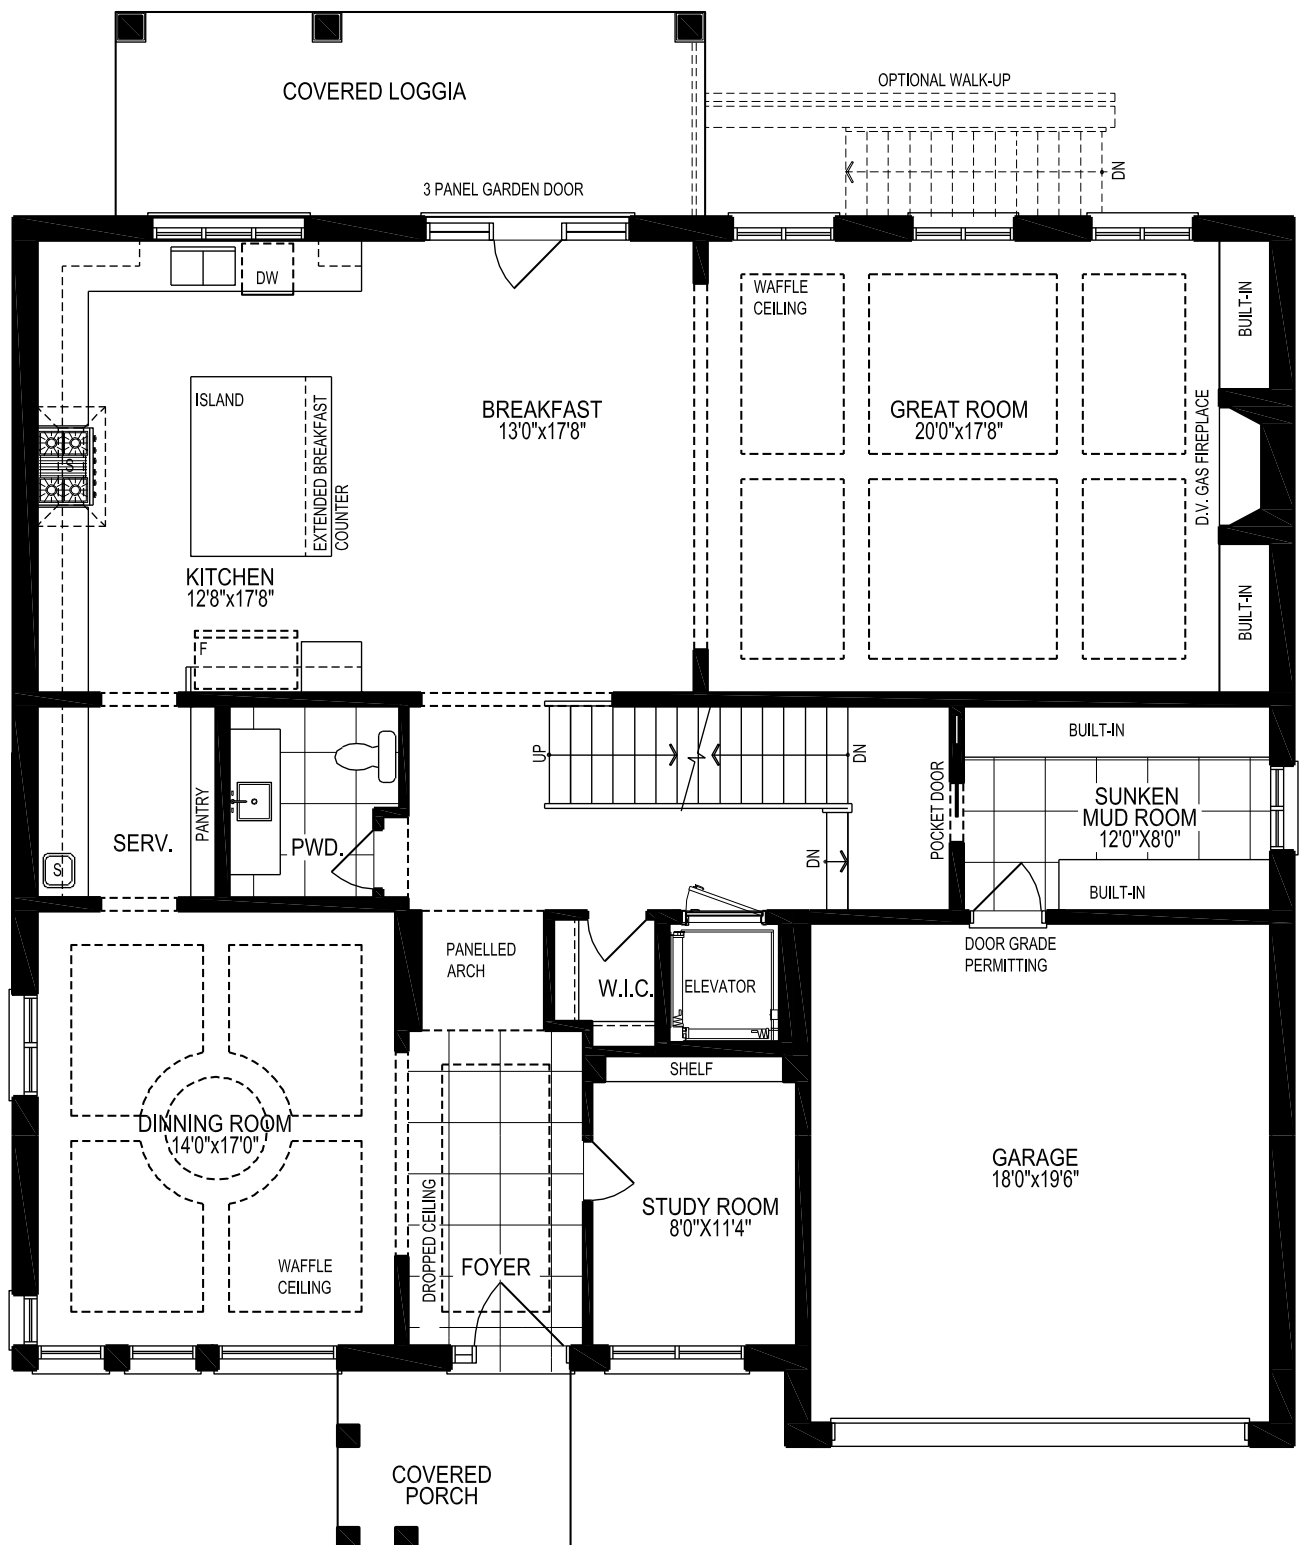 COVERED LOGGIA
OPTIONAL WALK-UP
DN
3 PANEL GARDEN DOOR
DW
WAFFLE
CEILING
BUILT-IN
ISLAND
EXTENDED BREAKFAST
COUNTER
BREAKFAST
13'0"x17'8"
GREAT ROOM
20'0"x17'8"
D.V. GAS FIREPLACE
S
KITCHEN
12'8"x17'8"
BUILT-IN
F
UP
DN
BUILT-IN
POCKET DOOR
SUNKEN
MUD ROOM
12'0"X8'0"
PANTRY
SERV.
PWD.
DN
S
BUILT-IN
PANELLED
ARCH
W.I.C.
ELEVATOR
DOOR GRADE
PERMITTING
SHELF
DINNING ROOM
14'0"x17'0"
GARAGE
18'0"x19'6"
STUDY ROOM
8'0"X11'4"
DROPPED CEILING
FOYER
WAFFLE
CEILING
COVERED
PORCH